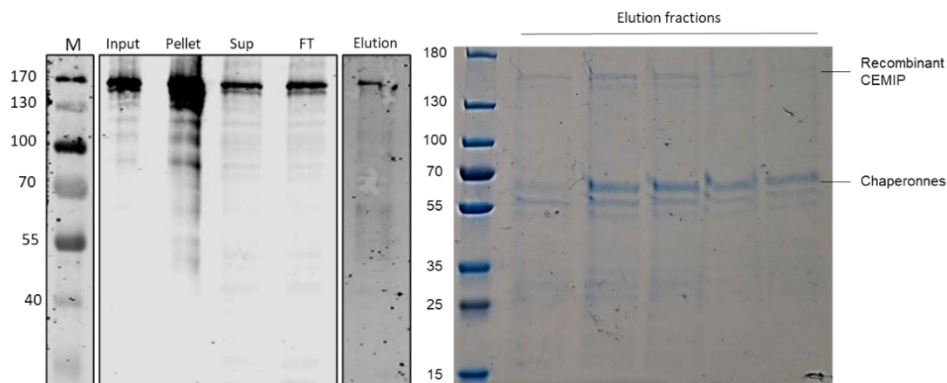 M
Input
Pellet
Sup
FT
Elution
170
130
100
70
55
40
Elution fractions
180
130
100
70
55
35
25
15
Recombinant
CEMIP
Chaperonnes